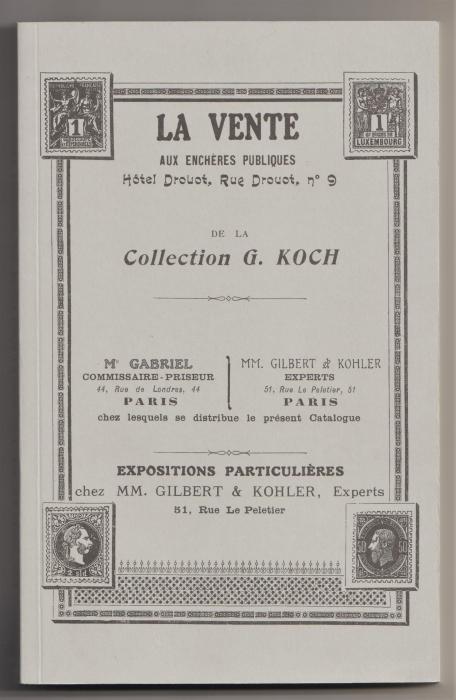 1
1
LUXEMBOURG
LA VENTE
AUX ENCHÈRES PUBLIQUES
Hôtel Drouot, Rue Drouot, nº 9
DE LA
Collection G. KOCH
Mᵉ GABRIEL
COMMISSAIRE-PRISEUR
44, Rue de Londres, 44
PARIS
MM. GILBERT & KOHLER
EXPERTS
51, Rue Le Peletier, 51
PARIS
chez lesquels se distribue le présent Catalogue
EXPOSITIONS PARTICULIÈRES
chez MM. GILBERT & KOHLER, Experts
51, Rue Le Peletier